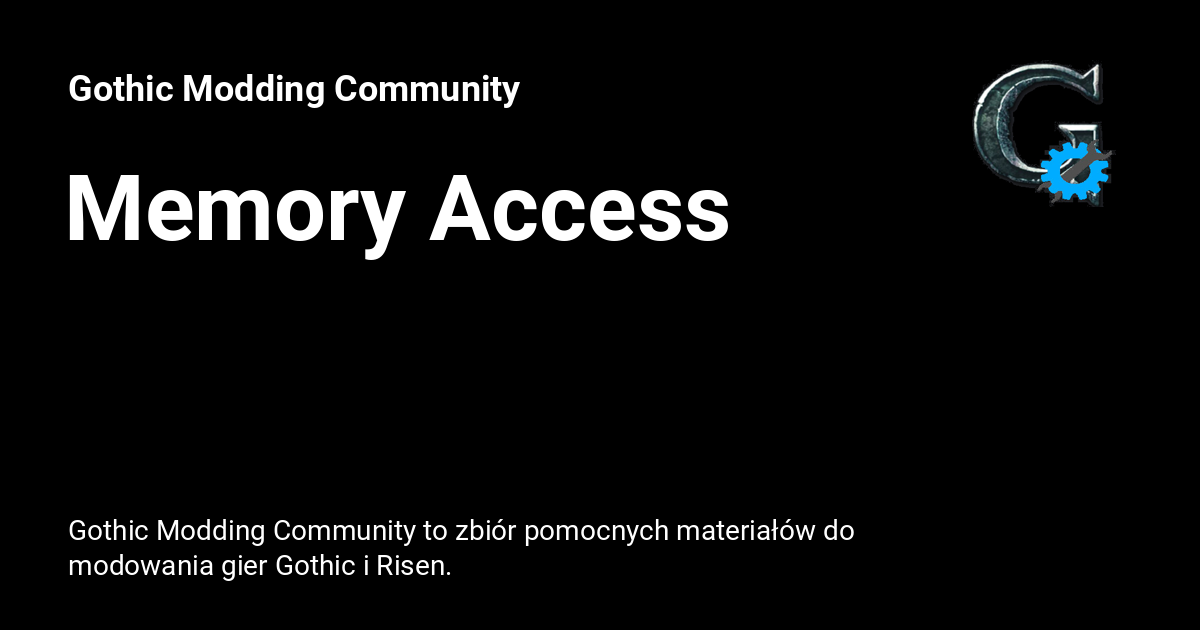 Gothic Modding Community
Memory Access
Gothic Modding Community to zbiór pomocnych materiałów do
modowania gier Gothic i Risen.